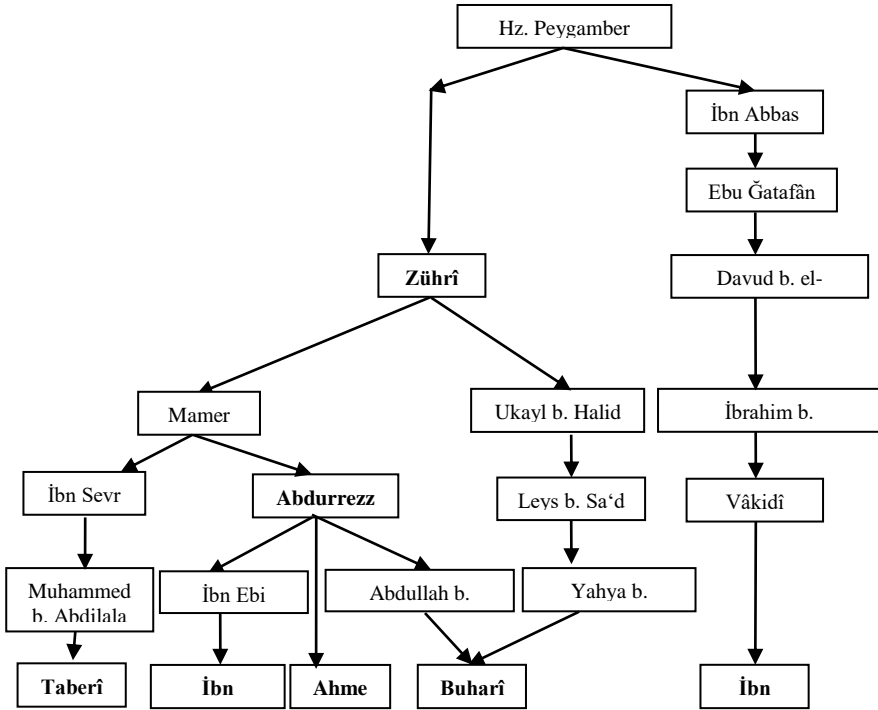 Hz. Peygamber
İbn Abbas
Ebu Ğatafân
Zührî
Davud b. el-
Mamer
Ukayl b. Halid
İbrahim b.
İbn Sevr
Abdurrezz
Leys b. Sa‘d
Vâkidî
Muhammed
b. Abdilala
İbn Ebi
Abdullah b.
Yahya b.
Taberî
İbn
Ahme
Buharî
İbn